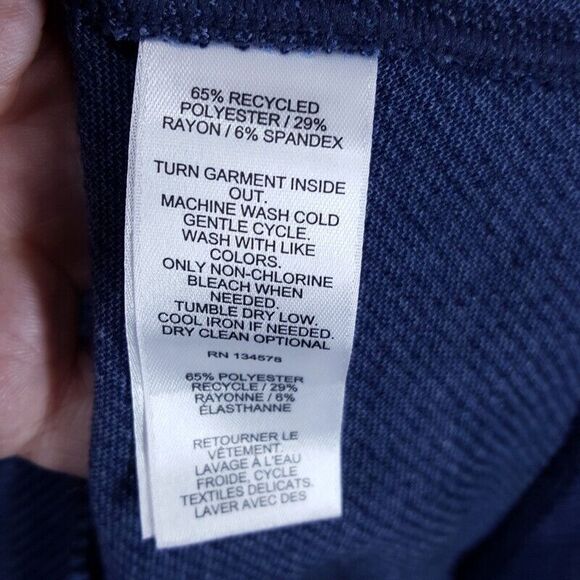 65% RECYCLED
POLYESTER / 29%
RAYON / 6% SPANDEX
TURN GARMENT INSIDE
OUT.
MACHINE WASH COLD
GENTLE CYCLE.
WASH WITH LIKE
COLORS.
ONLY NON-CHLORINE
BLEACH WHEN
NEEDED.
TUMBLE DRY LOW.
COOL IRON IF NEEDED.
DRY CLEAN OPTIONAL
RN 134578
65% POLYESTER
RECYCLE / 29%
RAYONNE / 6%
ÉLASTHANNE
RETOURNER LE
VÊTEMENT.
LAVAGE À L'EAU
FROIDE, CYCLE
TEXTILES DELICATS.
LAVER AVEC DES